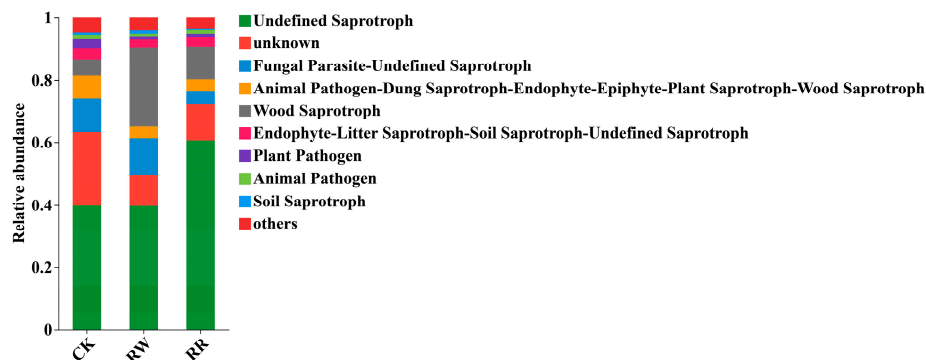 1
0.8
0.6
0.4
0.2
0
Relative abundance
CK
RW
RR
Undefined Saprotroph
unknown
Fungal Parasite-Undefined Saprotroph
Animal Pathogen-Dung Saprotroph-Endophyte-Epiphyte-Plant Saprotroph-Wood Saprotroph
Wood Saprotroph
Endophyte-Litter Saprotroph-Soil Saprotroph-Undefined Saprotroph
Plant Pathogen
Animal Pathogen
Soil Saprotroph
others